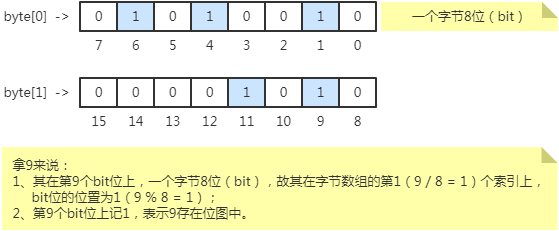 byte[0] -> 0 1 0 1 0 0 1 0 一个字节8位（bit）
7 6 5 4 3 2 1 0
byte[1] -> 0 0 0 0 1 0 1 0
15 14 13 12 11 10 9 8
拿9来说：
1、其在第9个bit位上，一个字节8位（bit），故其在字节数组的第1（9 / 8 = 1）个索引上，
bit位的位置为1（9 % 8 = 1）；
2、第9个bit位上记1，表示9存在位图中。